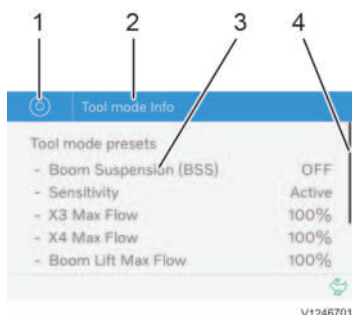 1 2 3 4
Tool mode Info
Tool mode presets
- Boom Suspension (BSS) OFF
- Sensitivity Active
- X3 Max Flow 100%
- X4 Max Flow 100%
- Boom Lift Max Flow 100%
V1246701